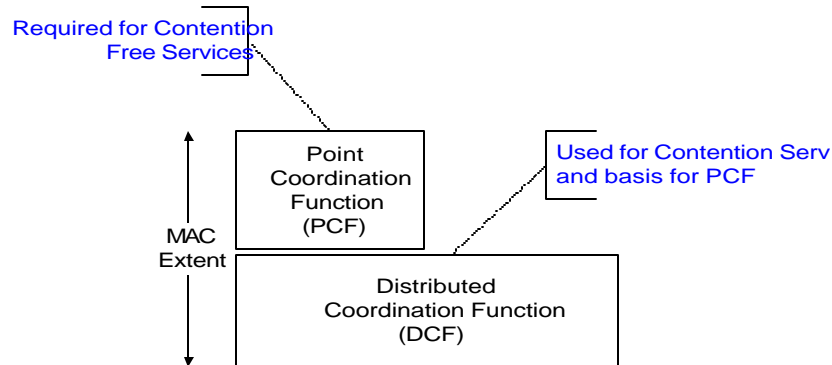 Required for Contention
Free Services
Point
Coordination
Function
(PCF)
Used for Contention Serv
and basis for PCF
MAC
Extent
Distributed
Coordination Function
(DCF)